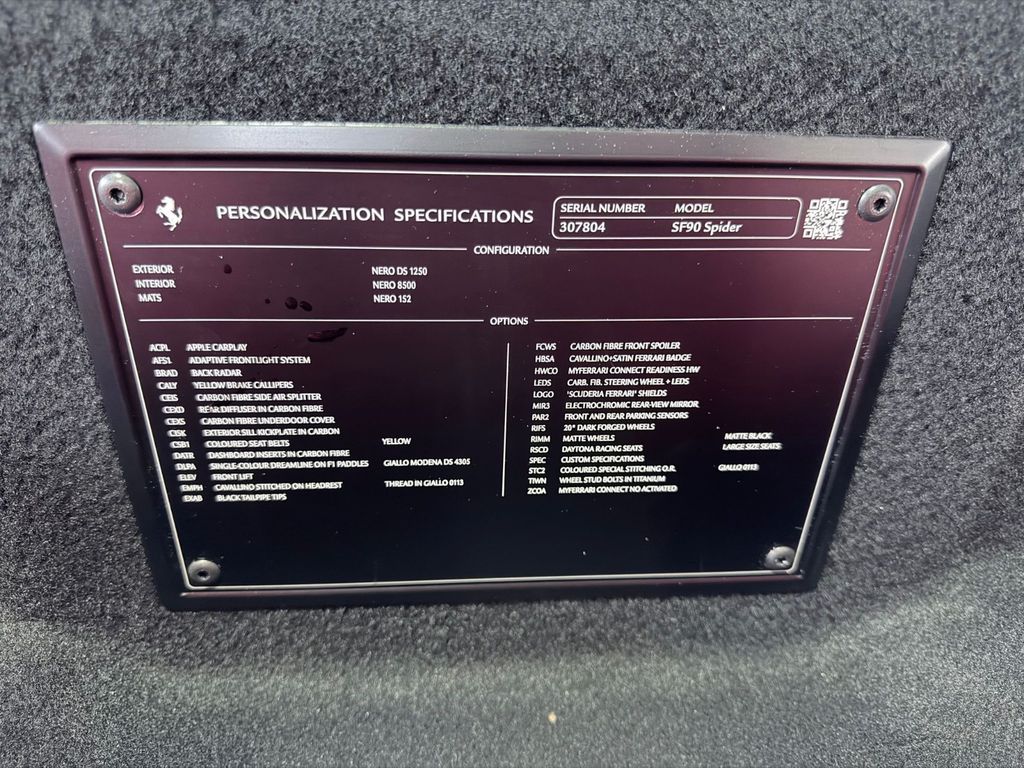 PERSONALIZATION SPECIFICATIONS
SERIAL NUMBER MODEL
307804 SF90 Spider
CONFIGURATION
EXTERIOR NERO DS 1250
INTERIOR NERO 8500
MATS NERO 152
OPTIONS
ACPL APPLE CARPLAY
AFS1 ADAPTIVE FRONTLIGHT SYSTEM
BRAD BACK RADAR
CALY YELLOW BRAKE CALLIPERS
CEIS CARBON FIBRE SIDE AIR SPLITTER
CEXD REAR DIFFUSER IN CARBON FIBRE
CEXS CARBON FIBRE UNDERDOOR COVER
CISK EXTERIOR SILL KICKPLATE IN CARBON
CSB1 COLOURED SEAT BELTS YELLOW
DATR DASHBOARD INSERTS IN CARBON FIBRE
DLPA SINGLE-COLOUR DREAMLINE ON F1 PADDLES GIALLO MODENA DS 4305
ELEV FRONT LIFT
EMPH CAVALLINO STITCHED ON HEADREST THREAD IN GIALLO 0113
EXAB BLACK TAILPIPE TIPS
FCWS CARBON FIBRE FRONT SPOILER
HBSA CAVALLINO+SATIN FERRARI BADGE
HWCO MYFERRARI CONNECT READINESS HW
LEDS CARB. FIB. STEERING WHEEL + LEDS
LOGO 'SCUDERIA FERRARI' SHIELDS
MIR3 ELECTROCHROMIC REAR-VIEW MIRROR
PAR2 FRONT AND REAR PARKING SENSORS
RIFS 20" DARK FORGED WHEELS
RIMM MATTE WHEELS MATTE BLACK
RSCD DAYTONA RACING SEATS LARGE SIZE SEATS
SPEC CUSTOM SPECIFICATIONS
STC2 COLOURED SPECIAL STITCHING O.R. GIALLO 0113
TIWN WHEEL STUD BOLTS IN TITANIUM
ZCOA MYFERRARI CONNECT NO ACTIVATED